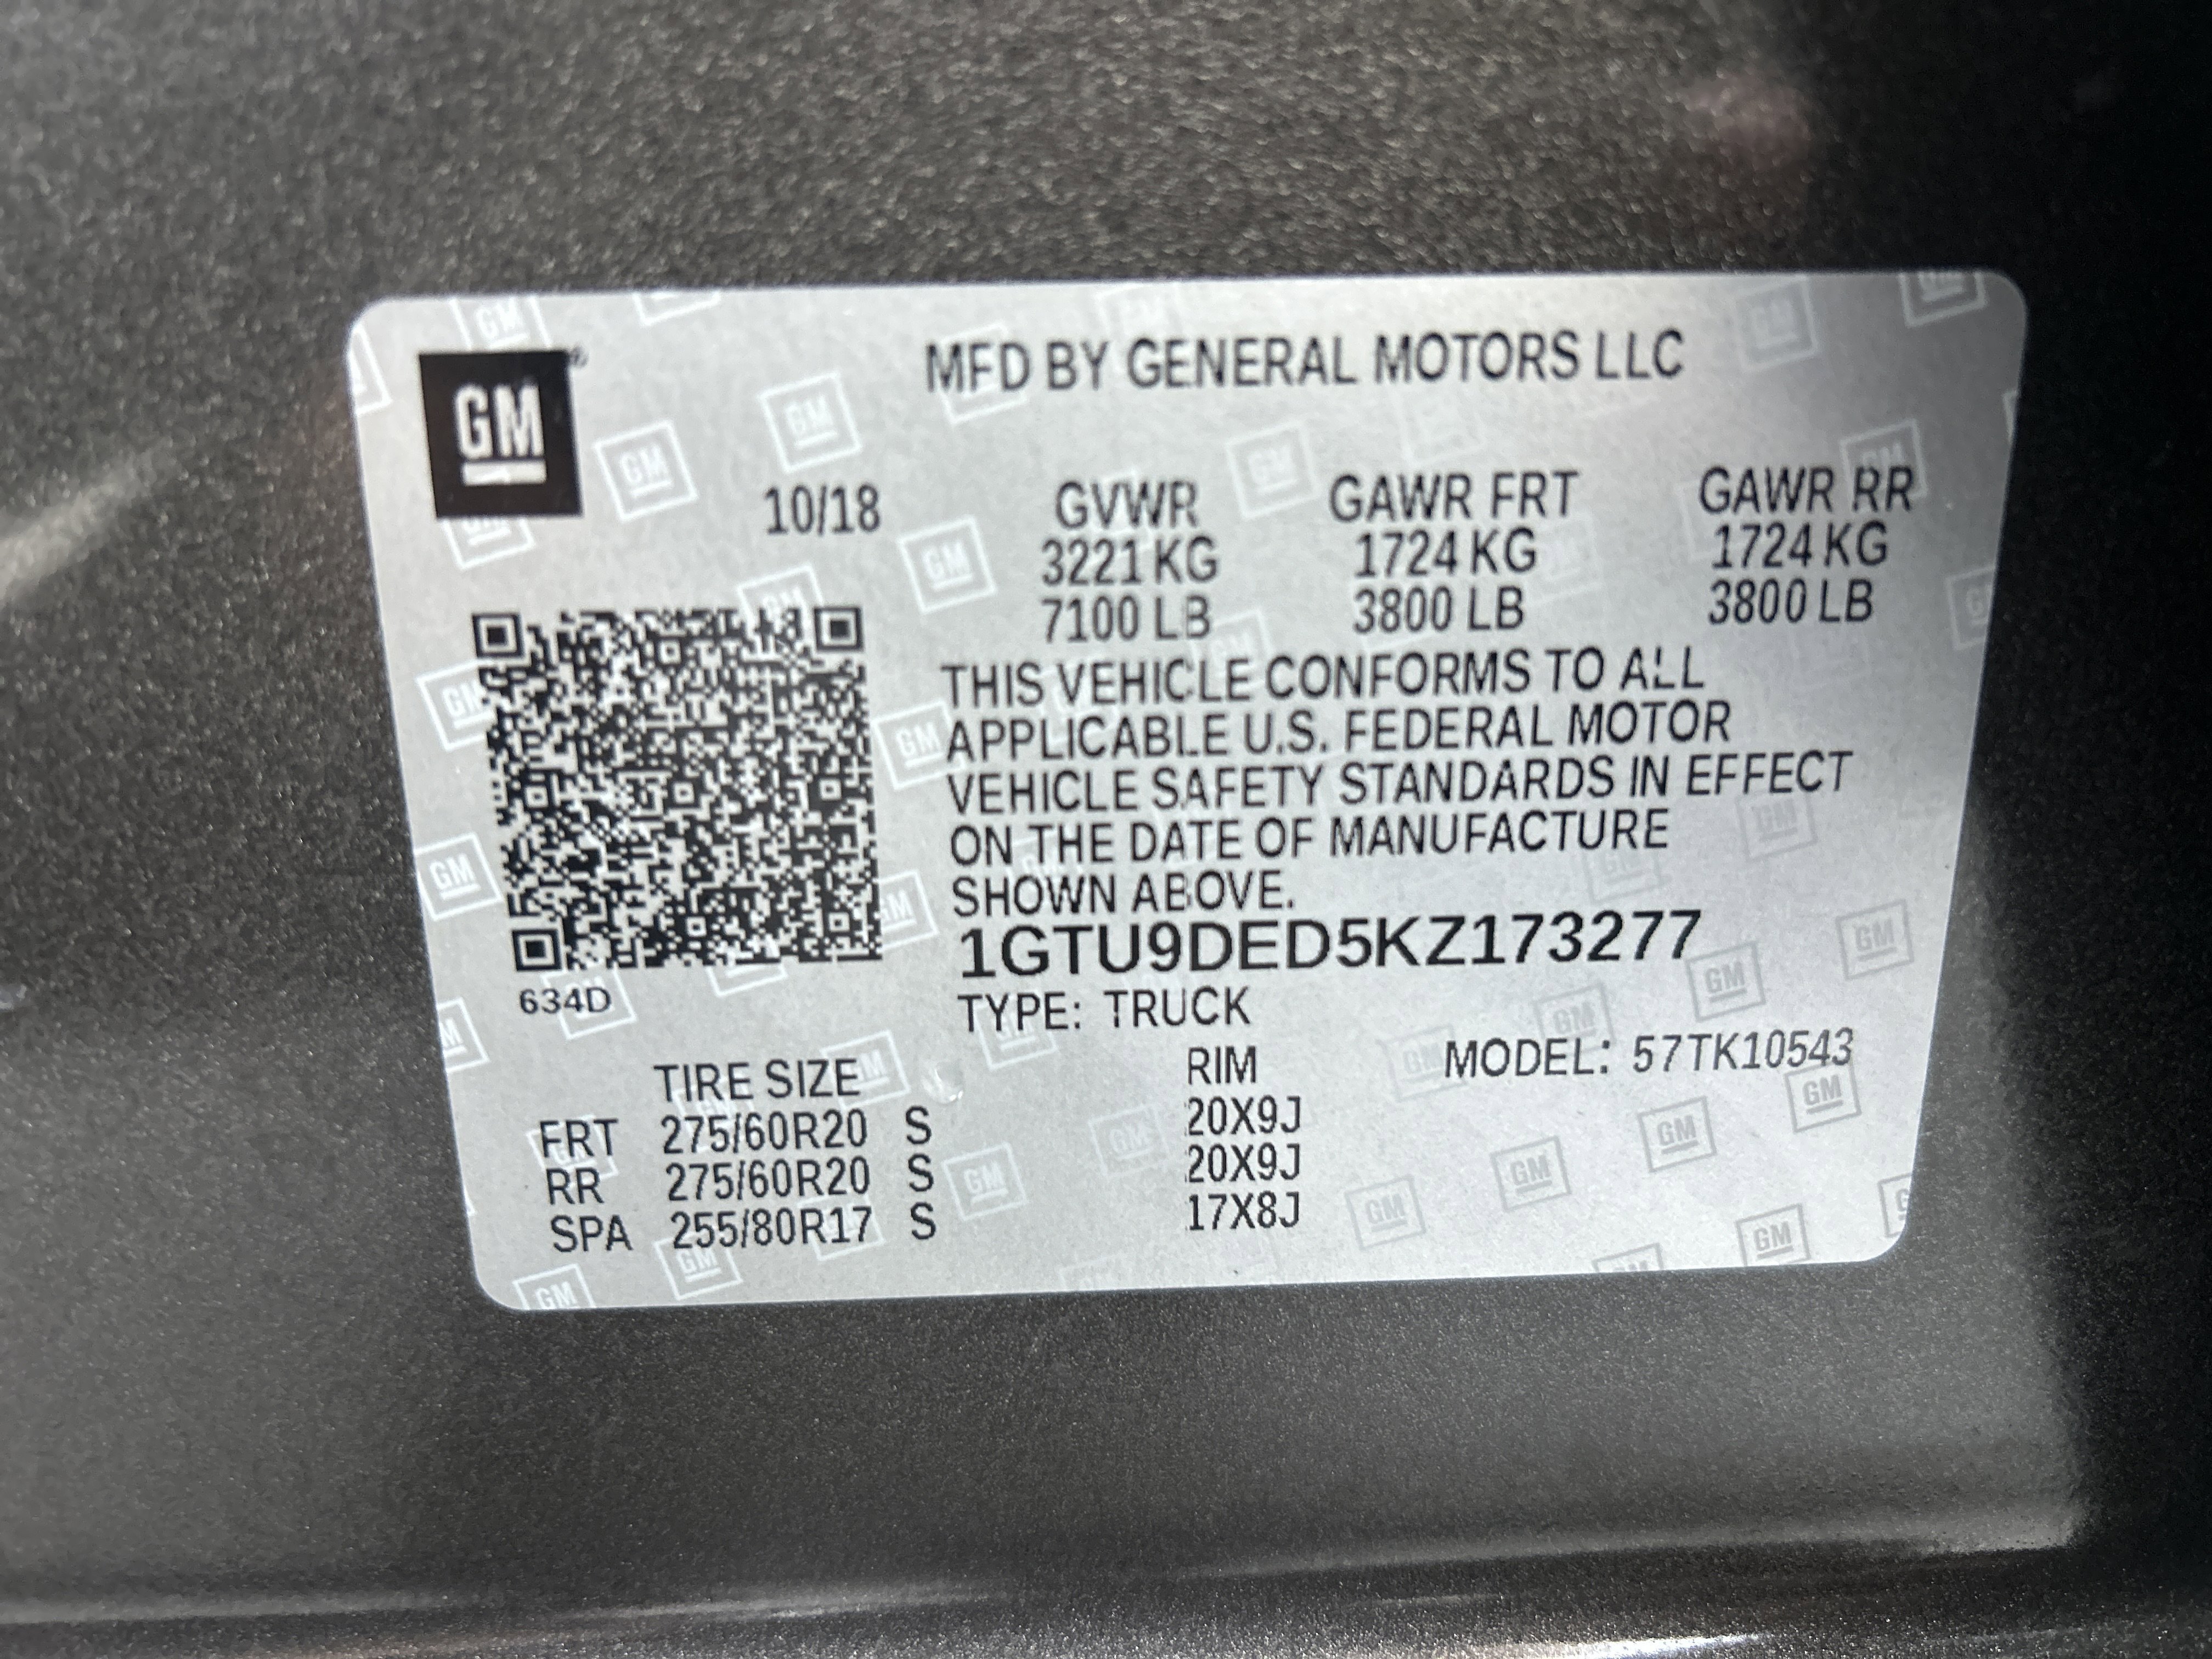 GM
MFD BY GENERAL MOTORS LLC
10/18 GVWR GAWR FRT GAWR RR
3221 KG 1724 KG 1724 KG
7100 LB 3800 LB 3800 LB
THIS VEHICLE CONFORMS TO ALL
APPLICABLE U.S. FEDERAL MOTOR
VEHICLE SAFETY STANDARDS IN EFFECT
ON THE DATE OF MANUFACTURE
SHOWN ABOVE.
1GTU9DED5KZ173277
634D
TYPE: TRUCK
MODEL: 57TK10543
TIRE SIZE RIM
FRT 275/60R20 S 20X9J
RR 275/60R20 S 20X9J
SPA 255/80R17 S 17X8J